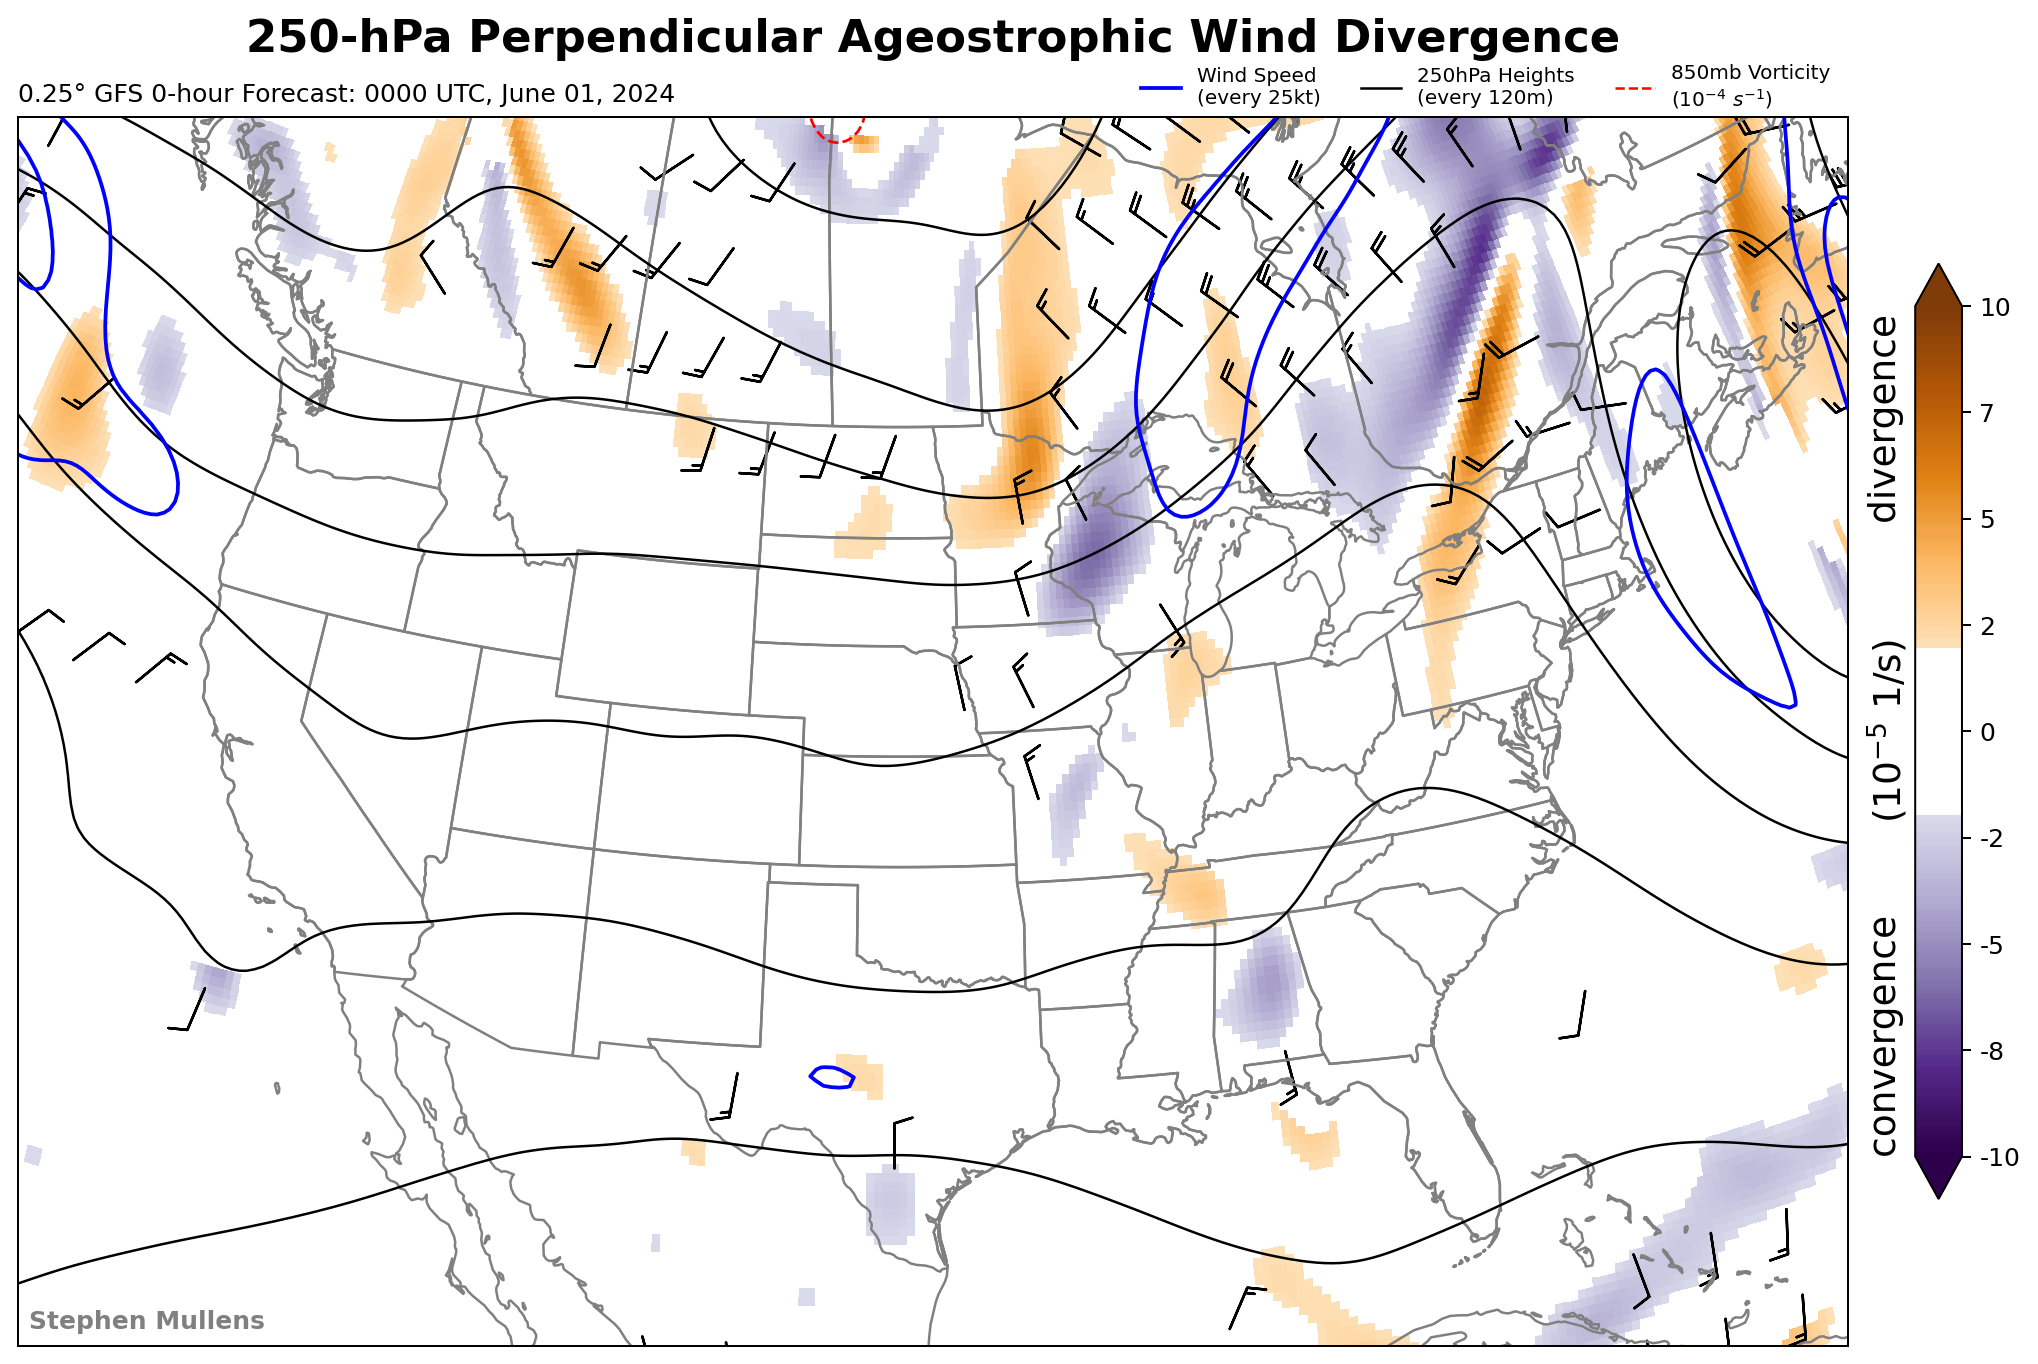 250-hPa Perpendicular Ageostrophic Wind Divergence
0.25° GFS 0-hour Forecast: 0000 UTC, June 01, 2024
Wind Speed
(every 25kt)
250hPa Heights
(every 120m)
850mb Vorticity
(10⁻⁴ s⁻¹)
10
7
5
2
0
-2
-5
-8
-10
convergence (10⁻⁵ 1/s) divergence
Stephen Mullens